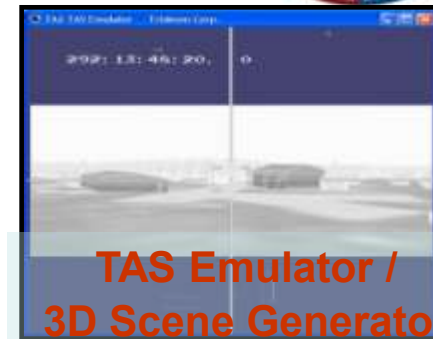 TAS TAS Emulator
292: 13: 46: 20. 0
TAS Emulator /
3D Scene Generato